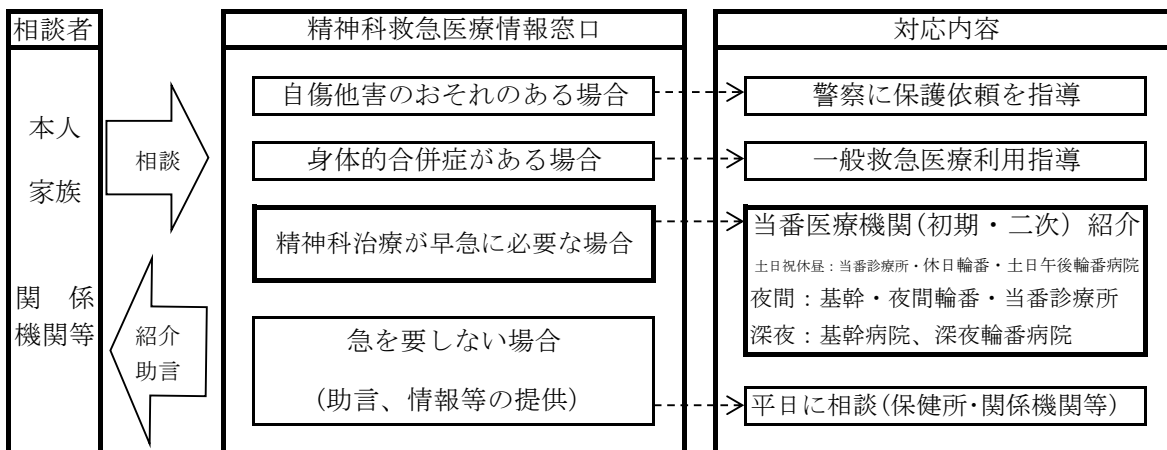 相談者
精神科救急医療情報窓口
対応内容
本人
家族
関係
機関等
相談
紹介
助言
自傷他害のおそれのある場合
警察に保護依頼を指導
身体的合併症がある場合
一般救急医療利用指導
精神科治療が早急に必要な場合
当番医療機関(初期・二次)紹介
土日祝休昼:当番診療所・休日輪番・土日午後輪番病院
夜間:基幹・夜間輪番・当番診療所
深夜:基幹病院、深夜輪番病院
急を要しない場合
(助言、情報等の提供)
平日に相談(保健所・関係機関等)